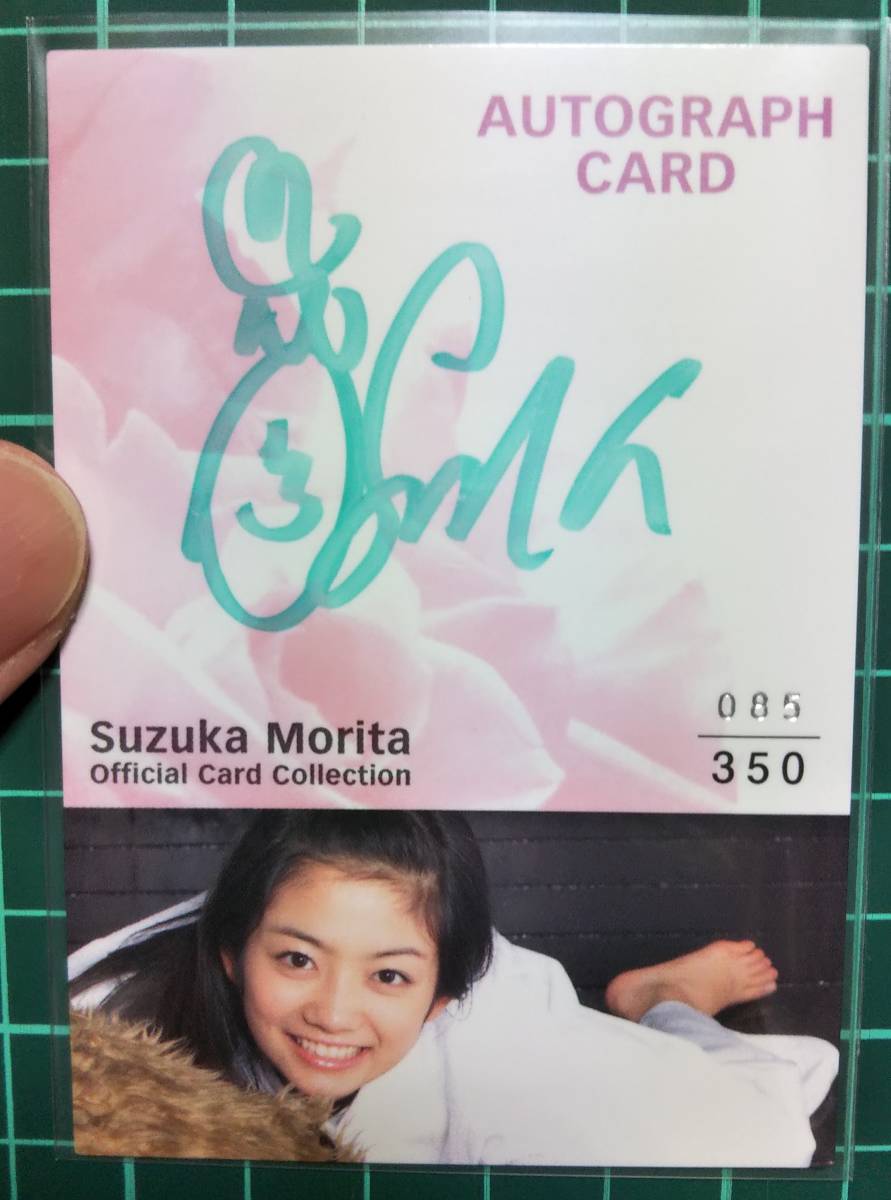 AUTOGRAPH
CARD
Suzuka Morita
Official Card Collection
085
350